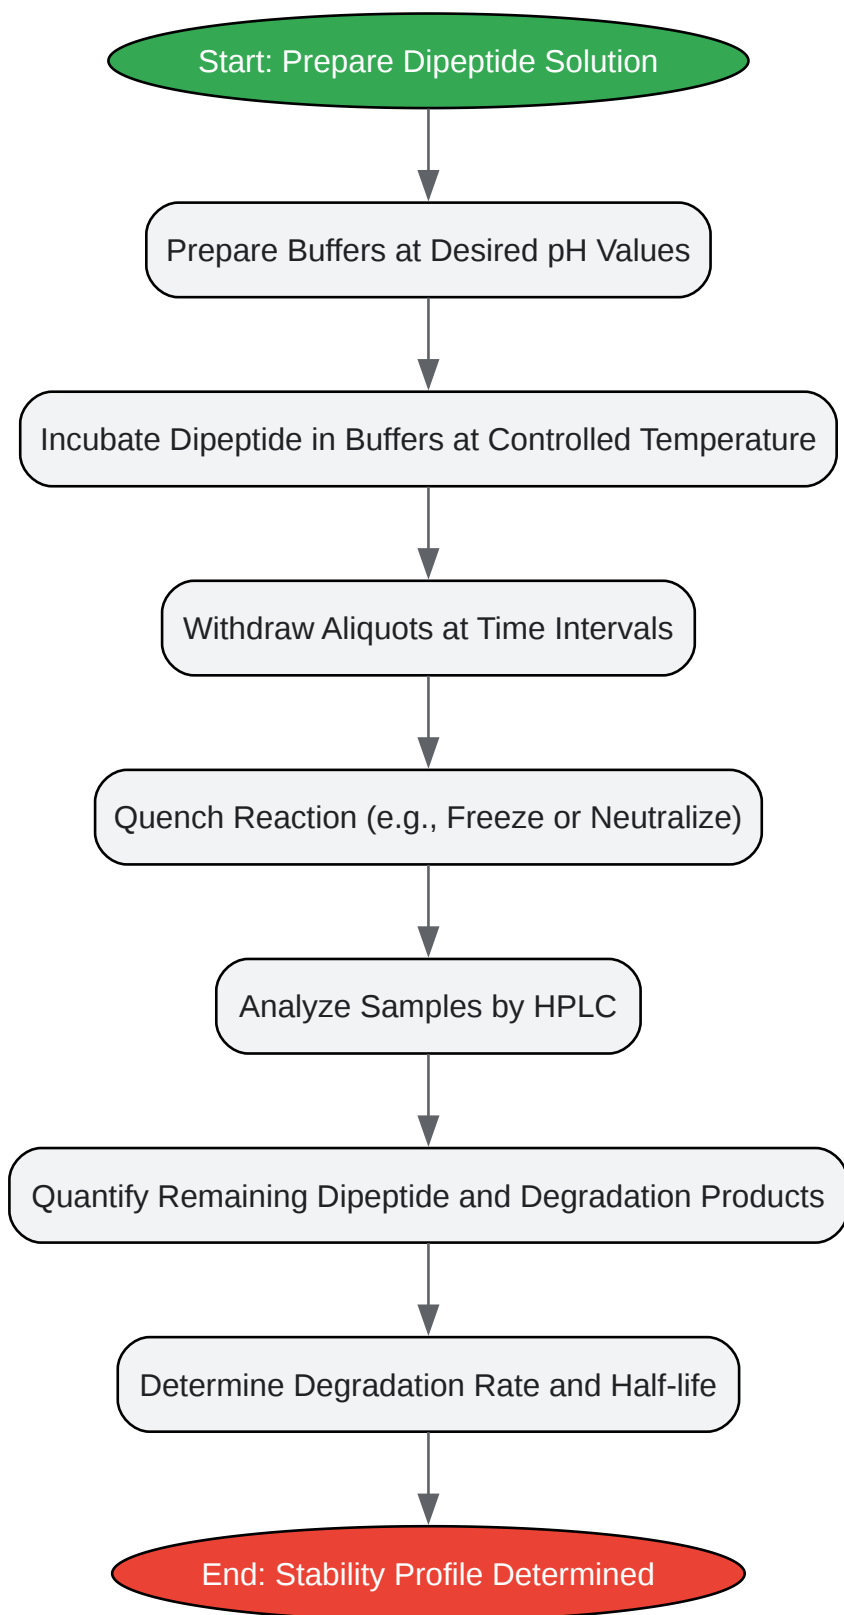 Start: Prepare Dipeptide Solution
Prepare Buffers at Desired pH Values
Incubate Dipeptide in Buffers at Controlled Temperature
Withdraw Aliquots at Time Intervals
Quench Reaction (e.g., Freeze or Neutralize)
Analyze Samples by HPLC
Quantify Remaining Dipeptide and Degradation Products
Determine Degradation Rate and Half-life
End: Stability Profile Determined